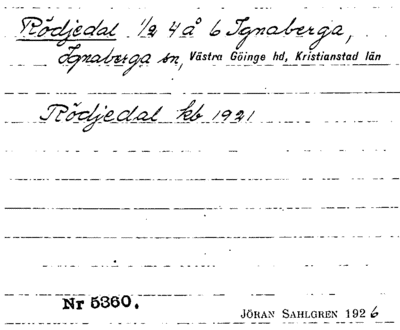 Rödjedal 1/2 4 å 6 Ignaberga,
Ignaberga sn, Västra Göinge hd, Kristianstad län
Rödjedal kb 1921
Nr 5360.
JÖRAN SAHLGREN 1926